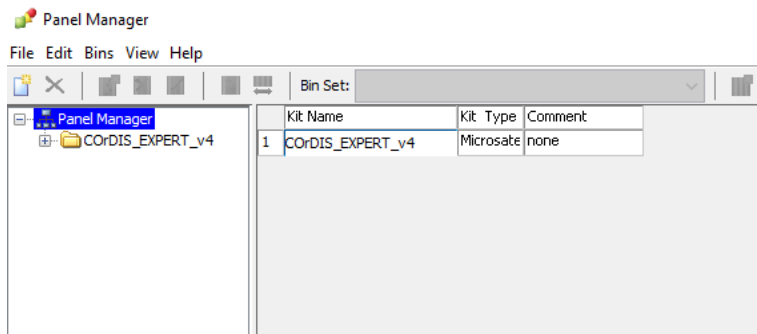 Panel Manager
File Edit Bins View Help
Bin Set:
Panel Manager
COrDIS_EXPERT_v4
Kit Name Kit Type Comment
1 COrDIS_EXPERT_v4 Microsate none